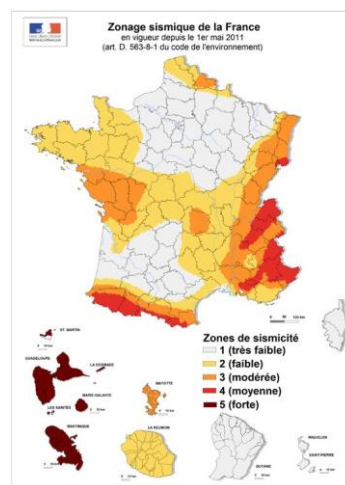 Zonage sismique de la France
en vigueur depuis le 1er mai 2011
(art. D. 563-8-1 du code de l'environnement)
Zones de sismicité
1 (très faible)
2 (faible)
3 (modérée)
4 (moyenne)
5 (forte)
ST. MARTIN
GUADELOUPE
LA DESIRADE
LES SAINTES
MARIE-GALANTE
MARTINIQUE
MAYOTTE
LA REUNION
GUYANE
MIQUELON
SAINT-PIERRE